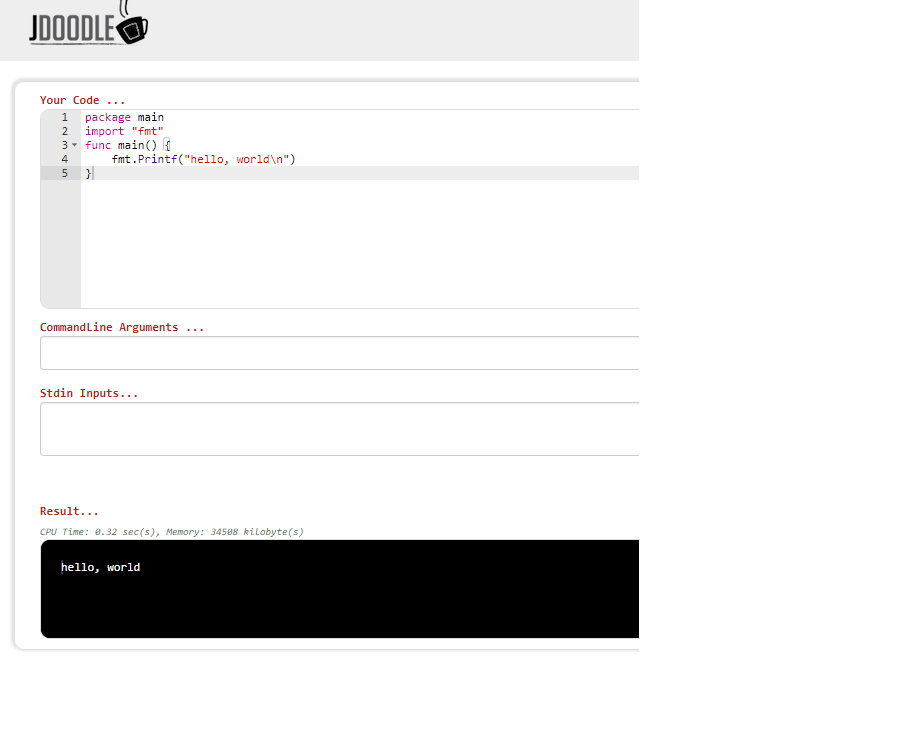 JDOODLE
Your Code ...
1 package main
2 import "fmt"
3 func main() {
4     fmt.Printf("hello, world\n")
5 }
CommandLine Arguments ...
Stdin Inputs...
Result...
CPU Time: 0.32 sec(s), Memory: 34508 kilobyte(s)
hello, world